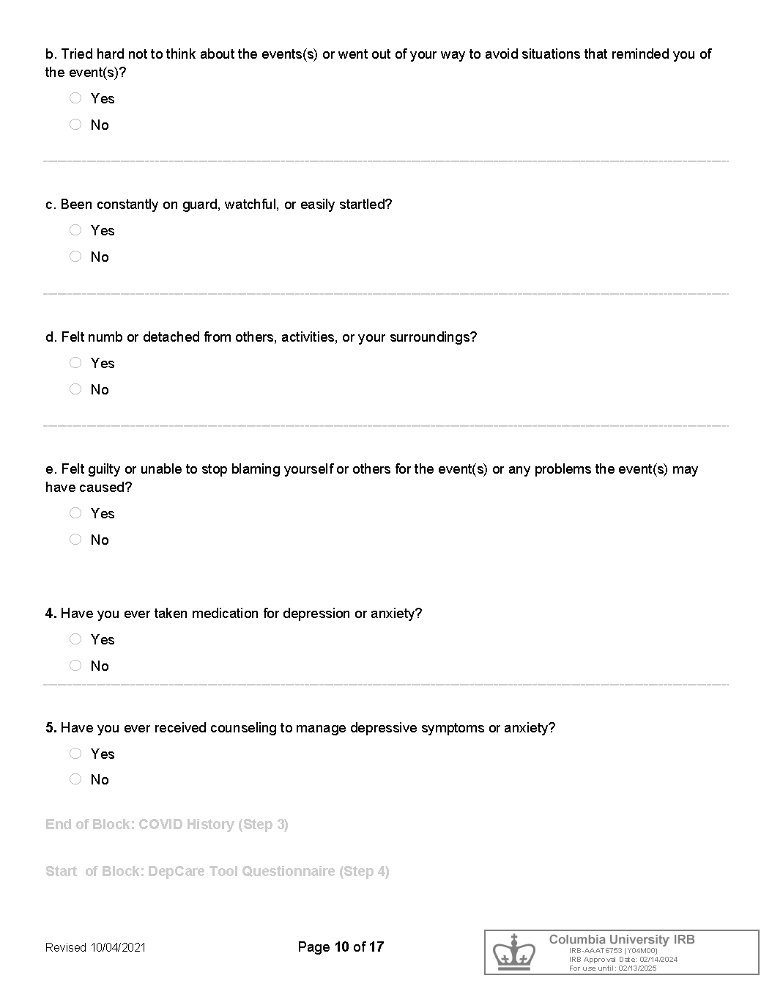 b. Tried hard not to think about the events(s) or went out of your way to avoid situations that reminded you of
the event(s)?
Yes
No
c. Been constantly on guard, watchful, or easily startled?
Yes
No
d. Felt numb or detached from others, activities, or your surroundings?
Yes
No
e. Felt guilty or unable to stop blaming yourself or others for the event(s) or any problems the event(s) may
have caused?
Yes
No
4. Have you ever taken medication for depression or anxiety?
Yes
No
5. Have you ever received counseling to manage depressive symptoms or anxiety?
Yes
No
End of Block: COVID History (Step 3)
Start of Block: DepCare Tool Questionnaire (Step 4)
Revised 10/04/2021
Page 10 of 17
Columbia University IRB
IRB-AAAT6753 (Y04M00)
IRB Approval Date: 02/14/2024
For use until: 02/13/2025